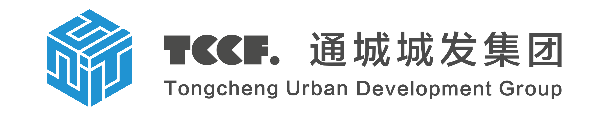 TCCF. 通城城发集团
Tongcheng Urban Development Group